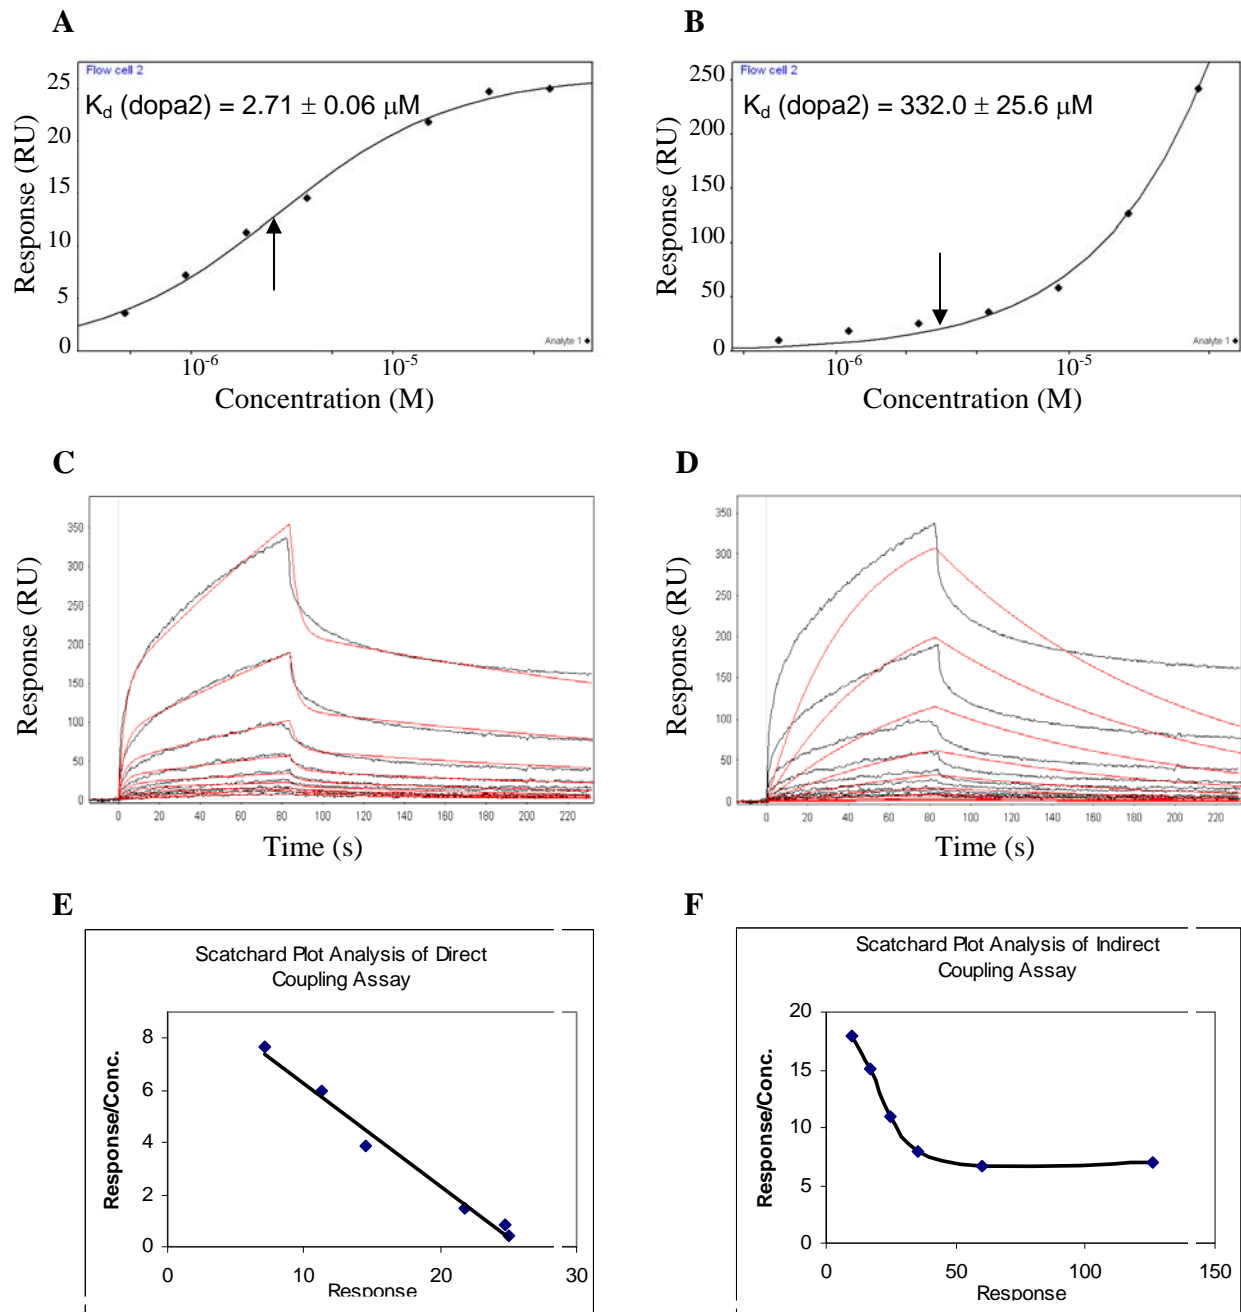 A
Flow cell 2
Kd (dopa2) = 2.71 ± 0.06 μM
Response (RU)
25
20
15
10
5
0
Analyte 1
10-6
10-5
Concentration (M)
B
Flow cell 2
Kd (dopa2) = 332.0 ± 25.6 μM
Response (RU)
250
200
150
100
50
0
Analyte 1
10-6
10-5
Concentration (M)
C
Response (RU)
350
300
250
200
150
100
50
0
0 20 40 60 80 100 120 140 160 180 200 220
Time (s)
D
Response (RU)
350
300
250
200
150
100
50
0
0 20 40 60 80 100 120 140 160 180 200 220
Time (s)
E
Scatchard Plot Analysis of Direct
Coupling Assay
Response/Conc.
8
6
4
2
0
0 10 20 30
Response
F
Scatchard Plot Analysis of Indirect
Coupling Assay
Response/Conc.
20
15
10
5
0
0 50 100 150
Response